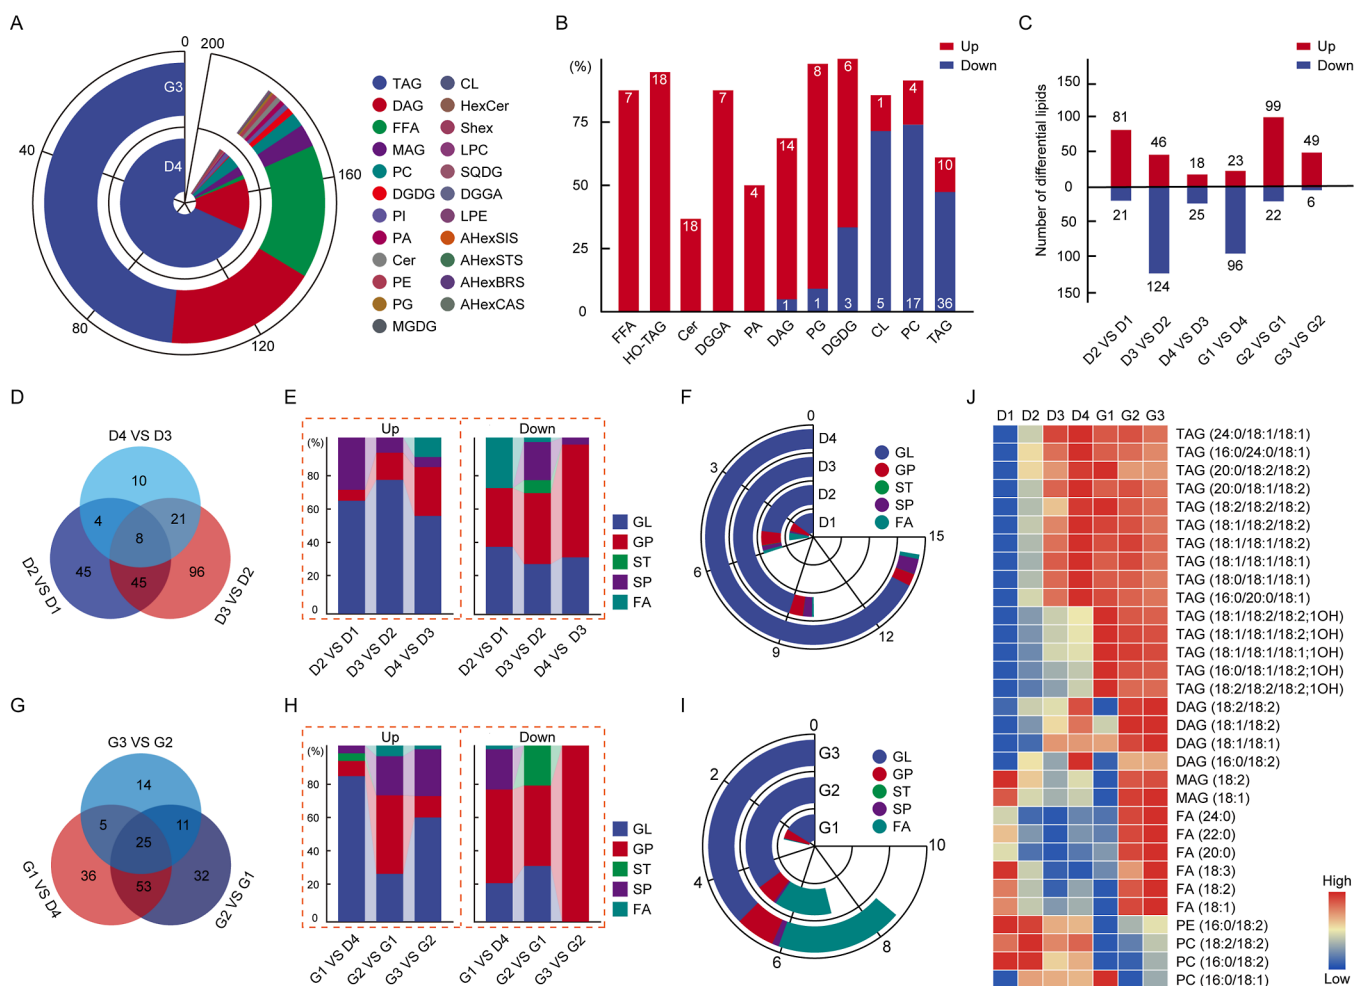 A
0
200
G3
D4
40
80
120
160
TAG
DAG
FFA
MAG
PC
DGDG
PI
PA
Cer
PE
PG
MGDG
CL
HexCer
Shex
LPC
SQDG
DGGA
LPE
AHexSIS
AHexSTS
AHexBRS
AHexCAS
B
Up
Down
(%)
75
50
25
0
7
18
18
7
4
14
1
8
1
6
3
1
5
4
17
10
36
FFA
HO-TAG
Cer
DGGA
PA
DAG
PG
DGDG
CL
PC
TAG
C
Up
Down
Number of differential lipids
150
100
50
0
50
100
150
81
46
18
23
99
49
21
124
25
96
22
6
D2 VS D1
D3 VS D2
D4 VS D3
G1 VS D4
G2 VS G1
G3 VS G2
D
D4 VS D3
10
4
21
8
45
45
96
D2 VS D1
D3 VS D2
E
Up
Down
(%)
80
60
40
20
0
GL
GP
ST
SP
FA
D2 VS D1
D3 VS D2
D4 VS D3
D2 VS D1
D3 VS D2
D4 VS D3
F
0
D4
D3
D2
D1
3
6
9
12
15
GL
GP
ST
SP
FA
G
G3 VS G2
14
5
11
25
36
53
32
G1 VS D4
G2 VS G1
H
Up
Down
(%)
80
60
40
20
0
GL
GP
ST
SP
FA
G1 VS D4
G2 VS G1
G3 VS G2
G1 VS D4
G2 VS G1
G3 VS G2
I
0
G3
G2
G1
2
4
6
8
10
GL
GP
ST
SP
FA
J
D1 D2 D3 D4 G1 G2 G3
TAG (24:0/18:1/18:1)
TAG (16:0/24:0/18:1)
TAG (20:0/18:2/18:2)
TAG (20:0/18:1/18:2)
TAG (18:2/18:2/18:2)
TAG (18:1/18:2/18:2)
TAG (18:1/18:1/18:2)
TAG (18:1/18:1/18:1)
TAG (18:0/18:1/18:1)
TAG (16:0/20:0/18:1)
TAG (18:1/18:2/18:2;1OH)
TAG (18:1/18:1/18:2;1OH)
TAG (18:1/18:1/18:1;1OH)
TAG (16:0/18:1/18:2;1OH)
TAG (18:2/18:2/18:2;1OH)
DAG (18:2/18:2)
DAG (18:1/18:2)
DAG (18:1/18:1)
DAG (16:0/18:2)
MAG (18:2)
MAG (18:1)
FA (24:0)
FA (22:0)
FA (20:0)
FA (18:3)
FA (18:2)
FA (18:1)
PE (16:0/18:2)
PC (18:2/18:2)
PC (16:0/18:2)
PC (16:0/18:1)
High
Low